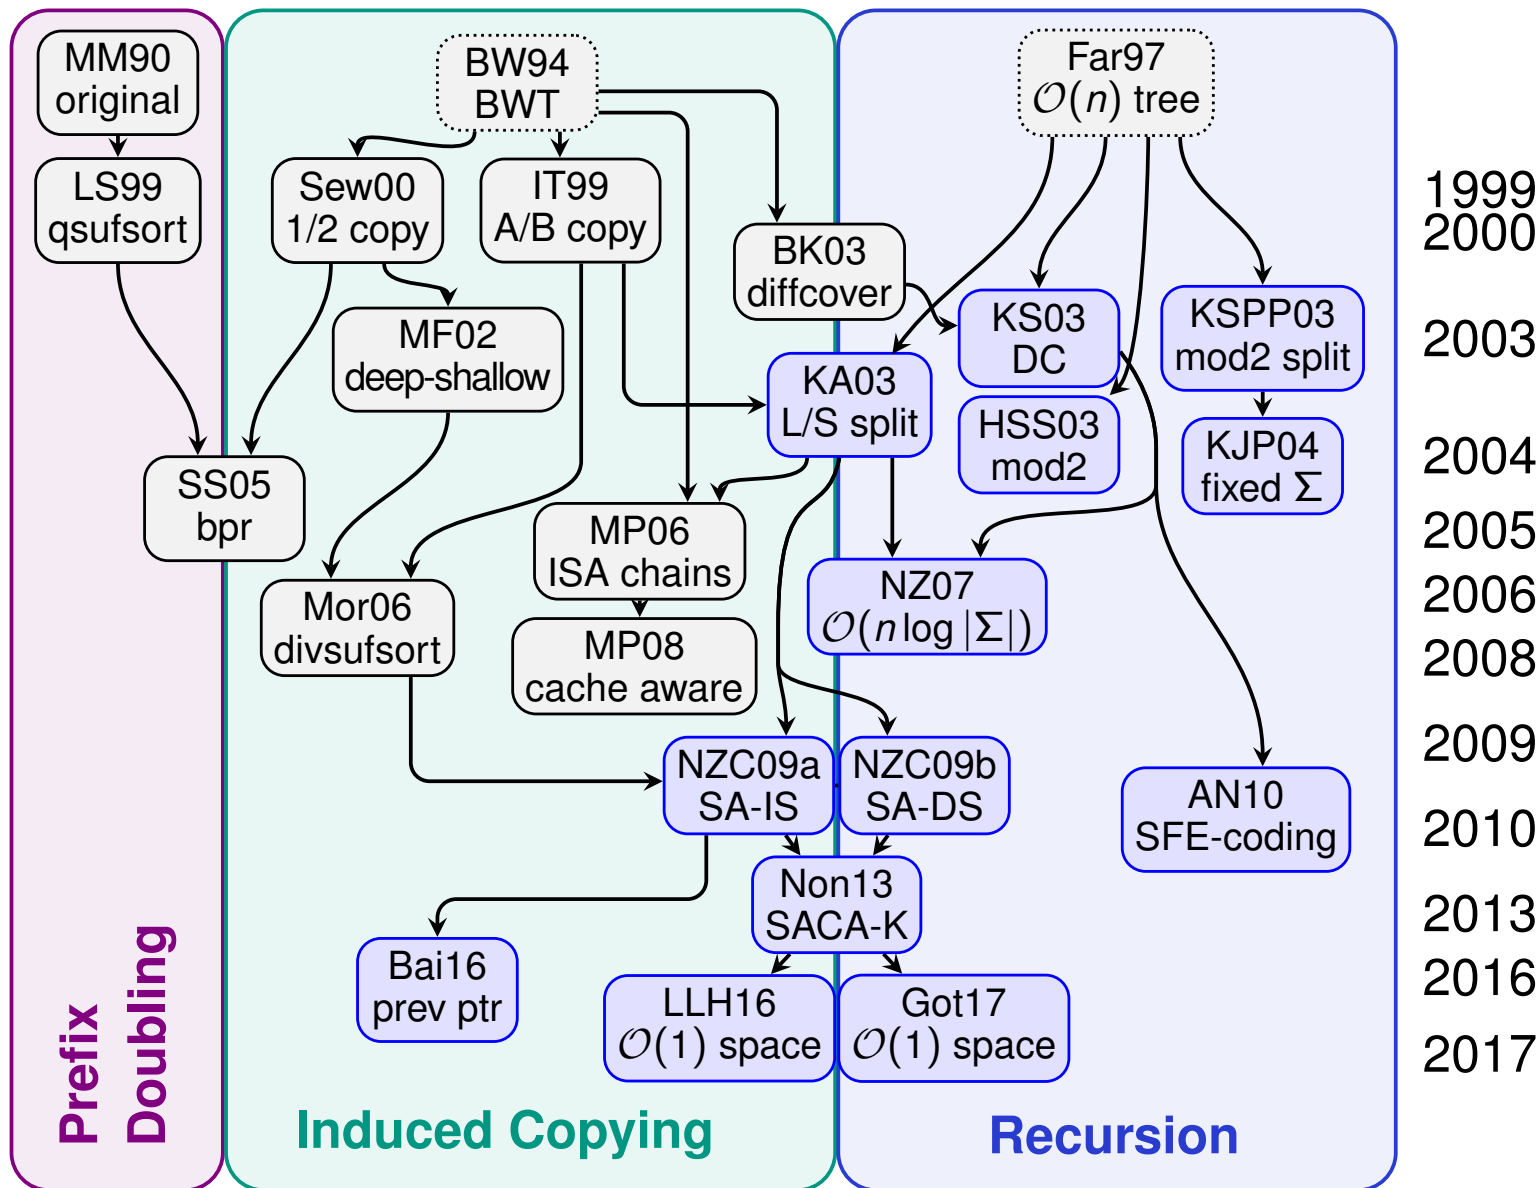 MM90
original
BW94
BWT
Far97
𝒪(n) tree
LS99
qsufsort
Sew00
1/2 copy
IT99
A/B copy
1999
2000
BK03
diffcover
KS03
DC
KSPP03
mod2 split
2003
MF02
deep-shallow
KA03
L/S split
HSS03
mod2
KJP04
fixed Σ
2004
SS05
bpr
MP06
ISA chains
2005
NZ07
𝒪(n log |Σ|)
2006
Mor06
divsufsort
MP08
cache aware
2008
NZC09a
SA-IS
NZC09b
SA-DS
2009
AN10
SFE-coding
2010
Non13
SACA-K
2013
Bai16
prev ptr
2016
LLH16
𝒪(1) space
Got17
𝒪(1) space
2017
Prefix
Doubling
Induced Copying
Recursion